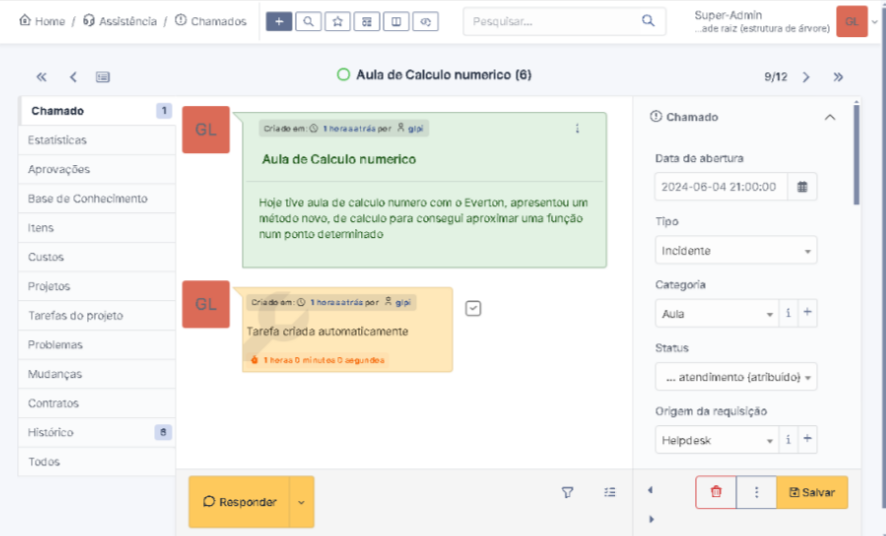 Home / Assistência / Chamados
Pesquisar...
Super-Admin
...ade raiz (estrutura de árvore)
GL
Aula de Calculo numerico (6)
9/12
Chamado 1
Estatísticas
Aprovações
Base de Conhecimento
Itens
Custos
Projetos
Tarefas do projeto
Problemas
Mudanças
Contratos
Histórico 6
Todos
GL
Criado em: 1 horas atrás por glpi
Aula de Calculo numerico
Hoje tive aula de calculo numero com o Everton, apresentou um
método novo, de calculo para consegui aproximar uma função
num ponto determinado
GL
Criado em: 1 horas atrás por glpi
Tarefa criada automaticamente
1 horas 0 minutos 0 segundos
Responder
Chamado
Data de abertura
2024-06-04 21:00:00
Tipo
Incidente
Categoria
Aula
Status
... atendimento (atribuído)
Origem da requisição
Helpdesk
Salvar